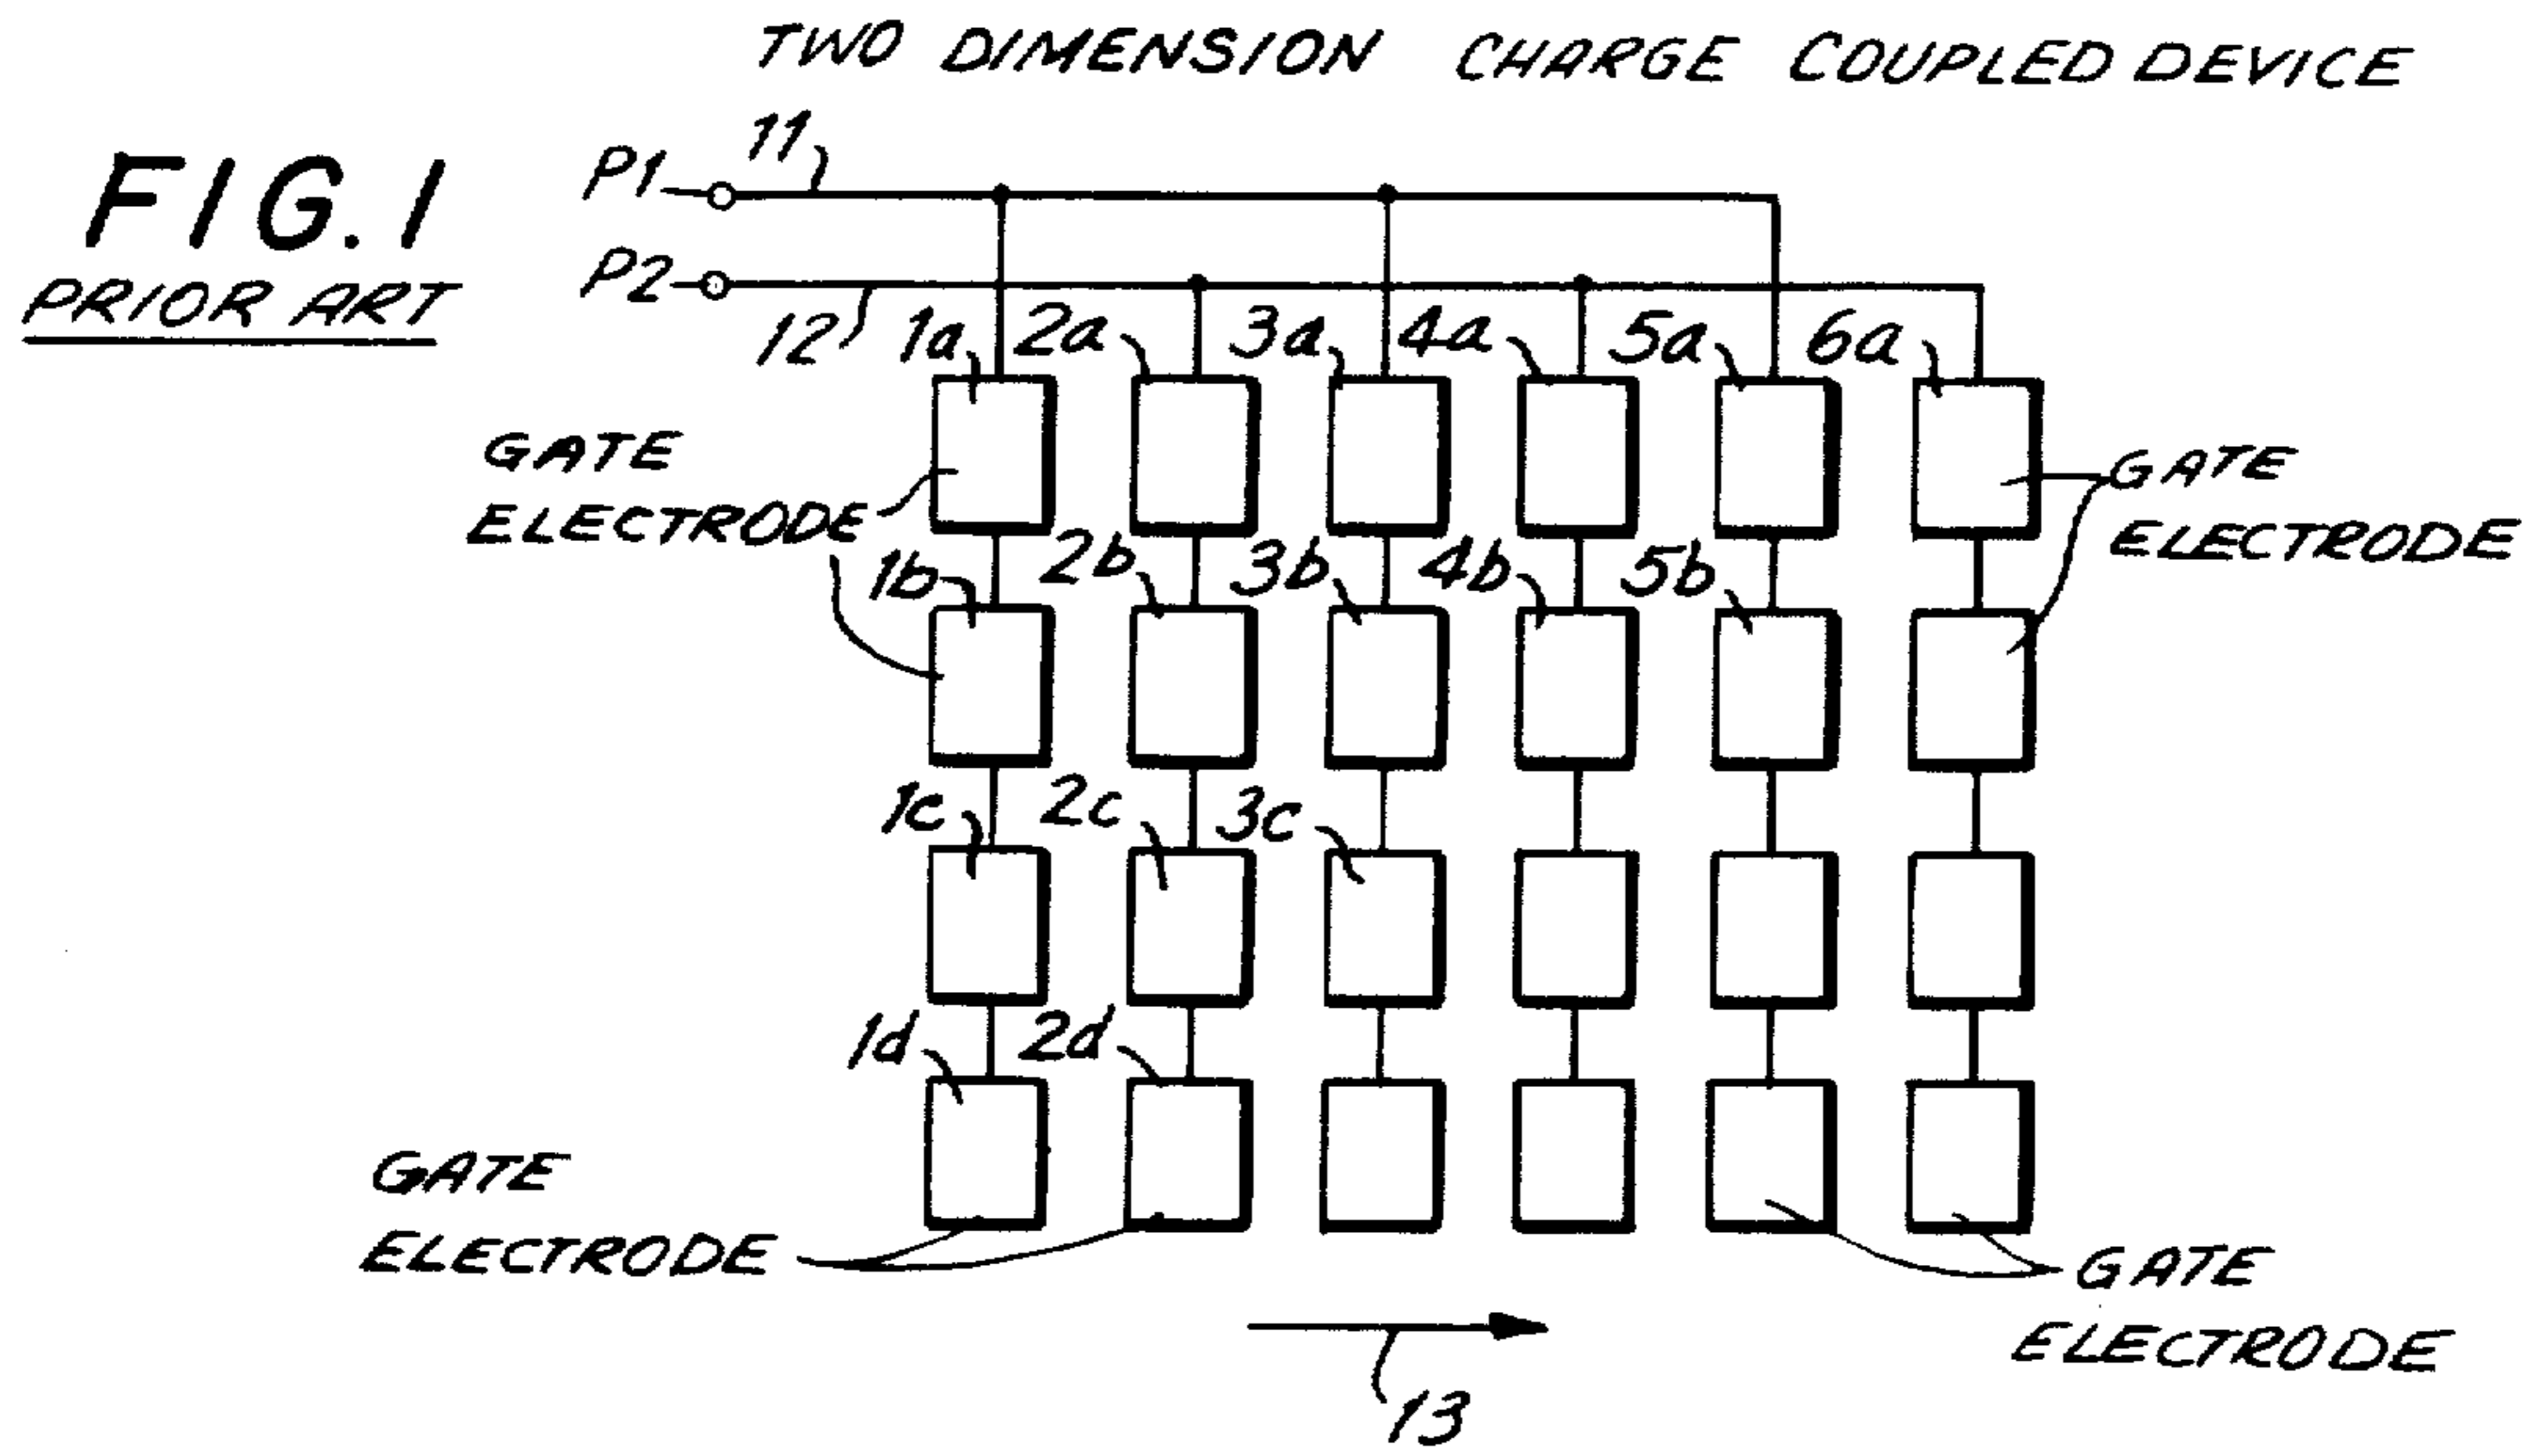 TWO DIMENSION CHARGE COUPLED DEVICE
FIG. 1
PRIOR ART
P1
11
P2
12
1a
2a
3a
4a
5a
6a
GATE
ELECTRODE
GATE
ELECTRODE
1b
2b
3b
4b
5b
1c
2c
3c
1d
2d
GATE
ELECTRODE
GATE
ELECTRODE
13